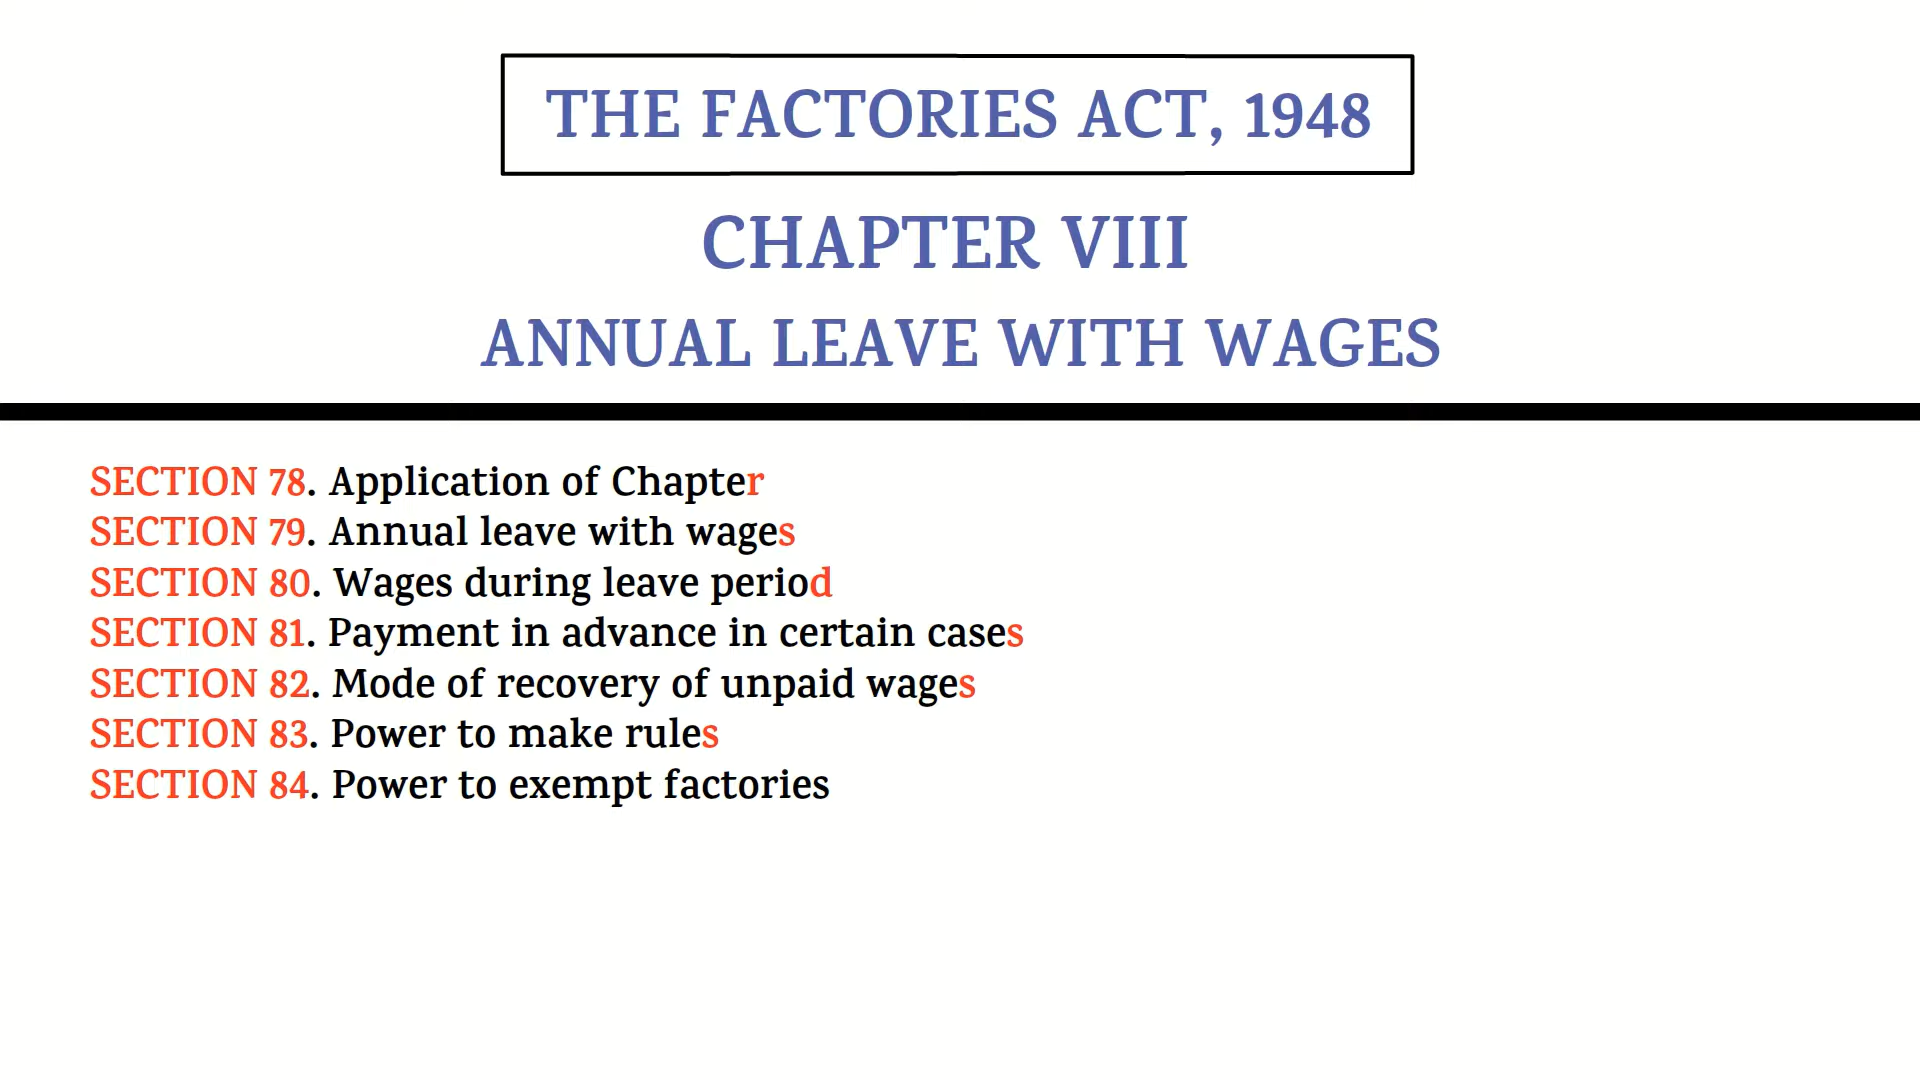 THE FACTORIES ACT, 1948
CHAPTER VIII
ANNUAL LEAVE WITH WAGES
SECTION 78. Application of Chapter
SECTION 79. Annual leave with wages
SECTION 80. Wages during leave period
SECTION 81. Payment in advance in certain cases
SECTION 82. Mode of recovery of unpaid wages
SECTION 83. Power to make rules
SECTION 84. Power to exempt factories